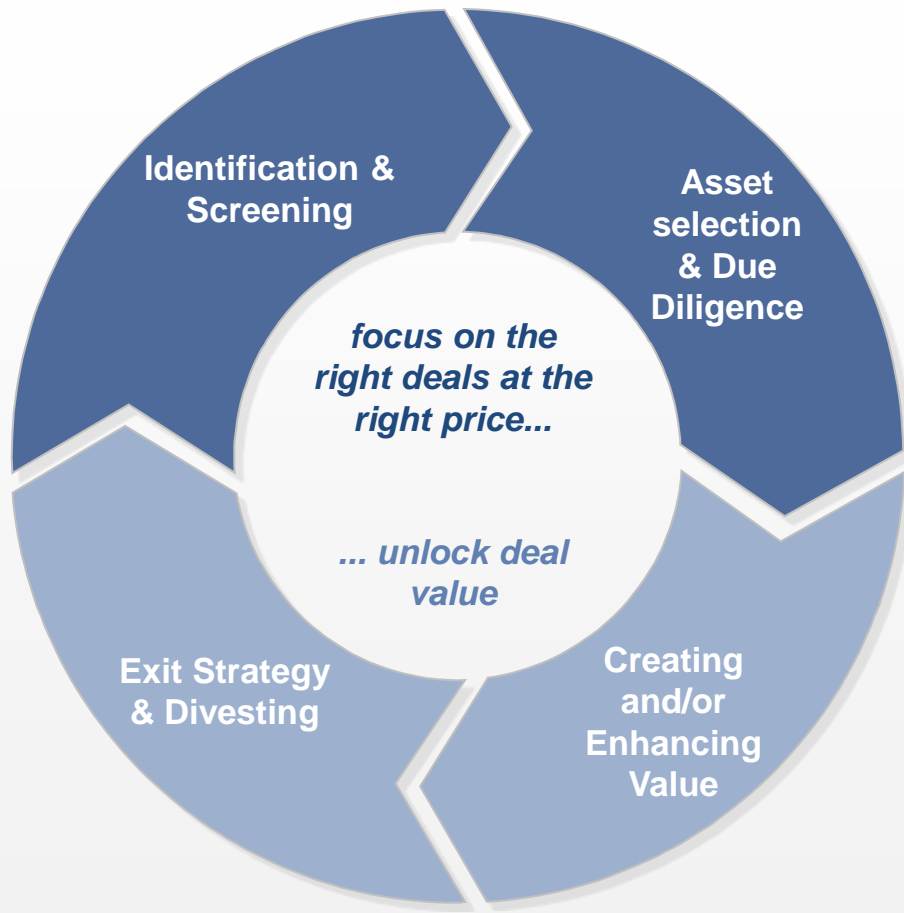 Identification &
Screening
Asset
selection
& Due
Diligence
focus on the
right deals at the
right price...
... unlock deal
value
Creating
and/or
Enhancing
Value
Exit Strategy
& Divesting